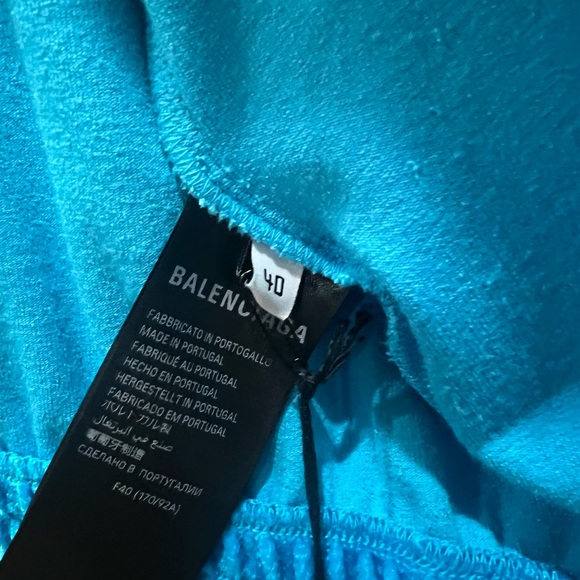 40
BALENCIAGA
FABBRICATO IN PORTOGALLO
MADE IN PORTUGAL
FABRIQUÉ AU PORTUGAL
HECHO EN PORTUGAL
HERGESTELLT IN PORTUGAL
FABRICADO EM PORTUGAL
ポルトガル製
صنع في البرتغال
葡萄牙制造
СДЕЛАНО В ПОРТУГАЛИИ
F40 (170/92A)